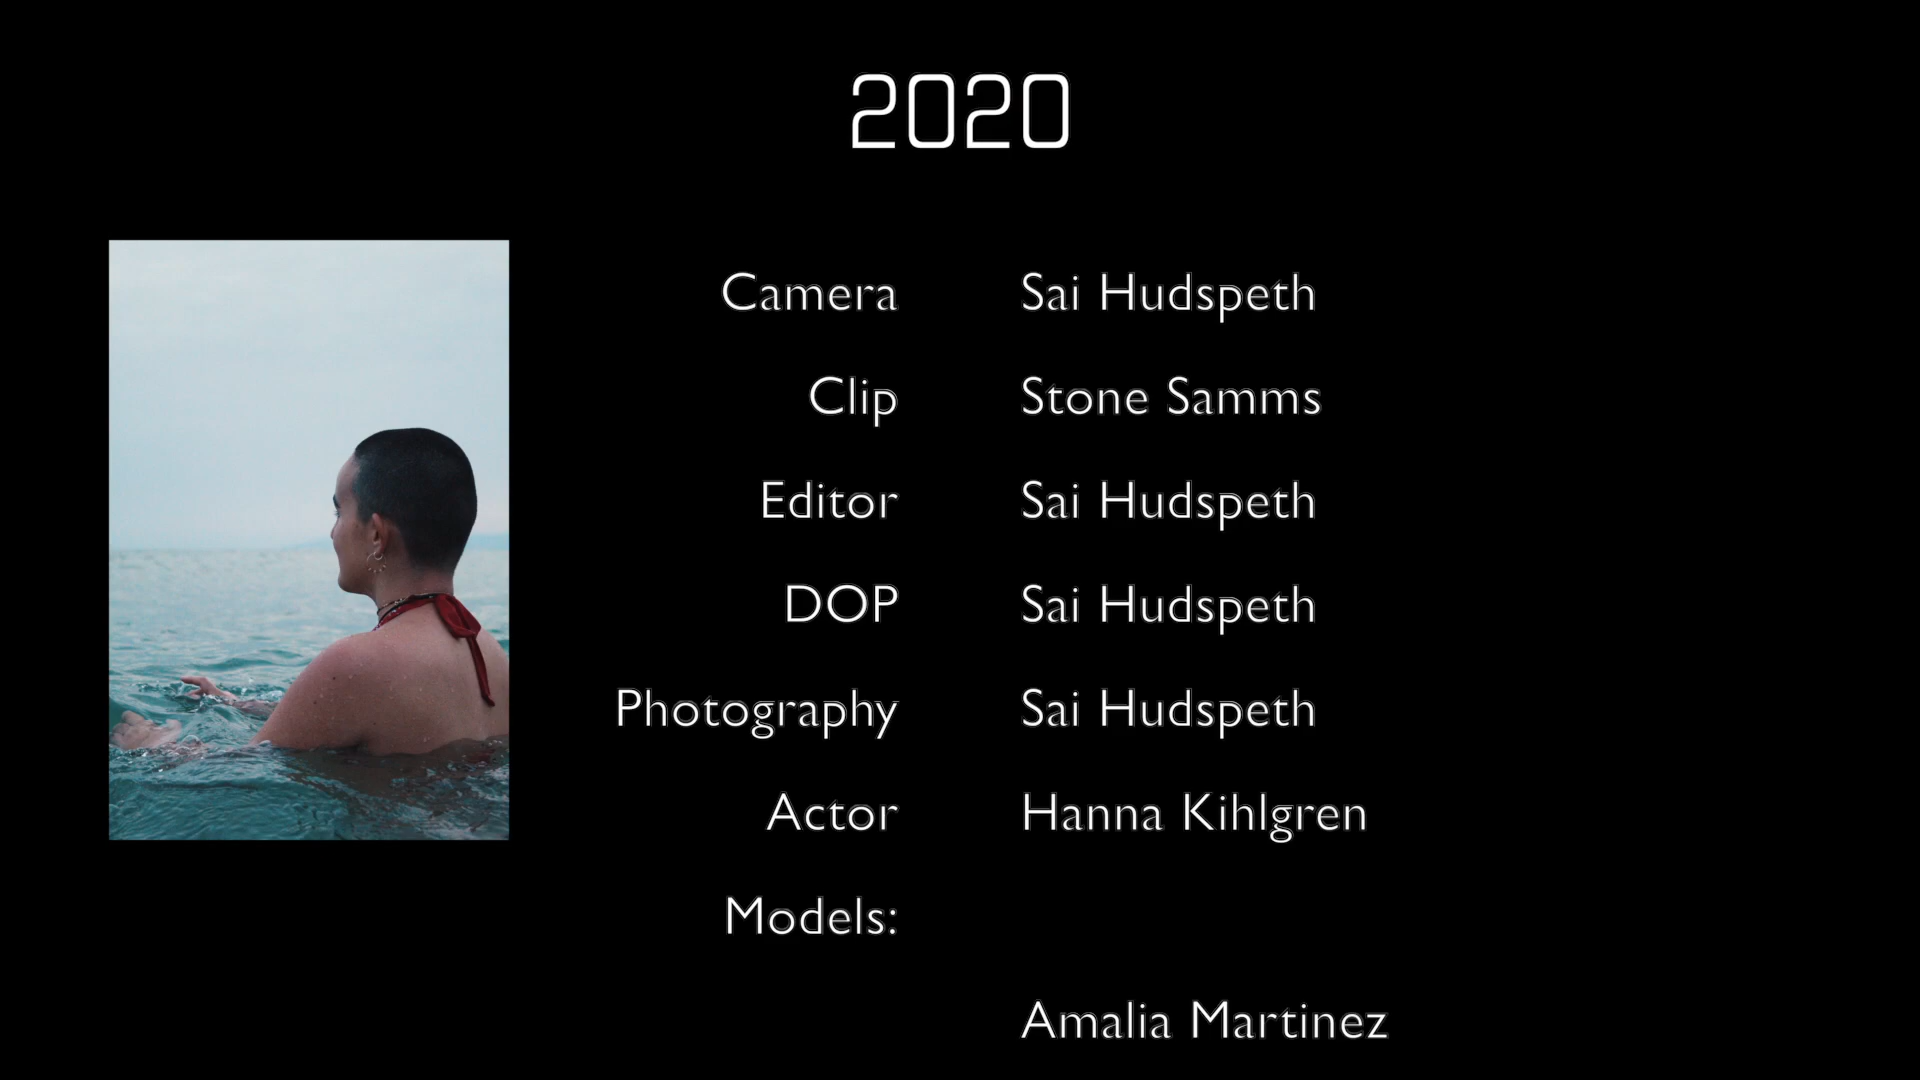 2020
Camera Sai Hudspeth
Clip Stone Samms
Editor Sai Hudspeth
DOP Sai Hudspeth
Photography Sai Hudspeth
Actor Hanna Kihlgren
Models:
Amalia Martinez